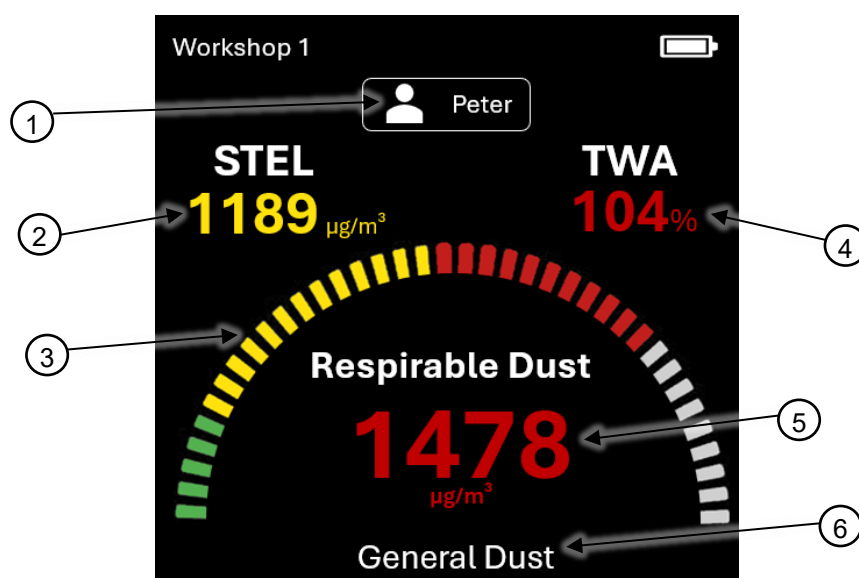 Workshop 1
1
Peter
STEL
TWA
2
1189 µg/m³
104%
4
3
Respirable Dust
1478
5
µg/m³
6
General Dust